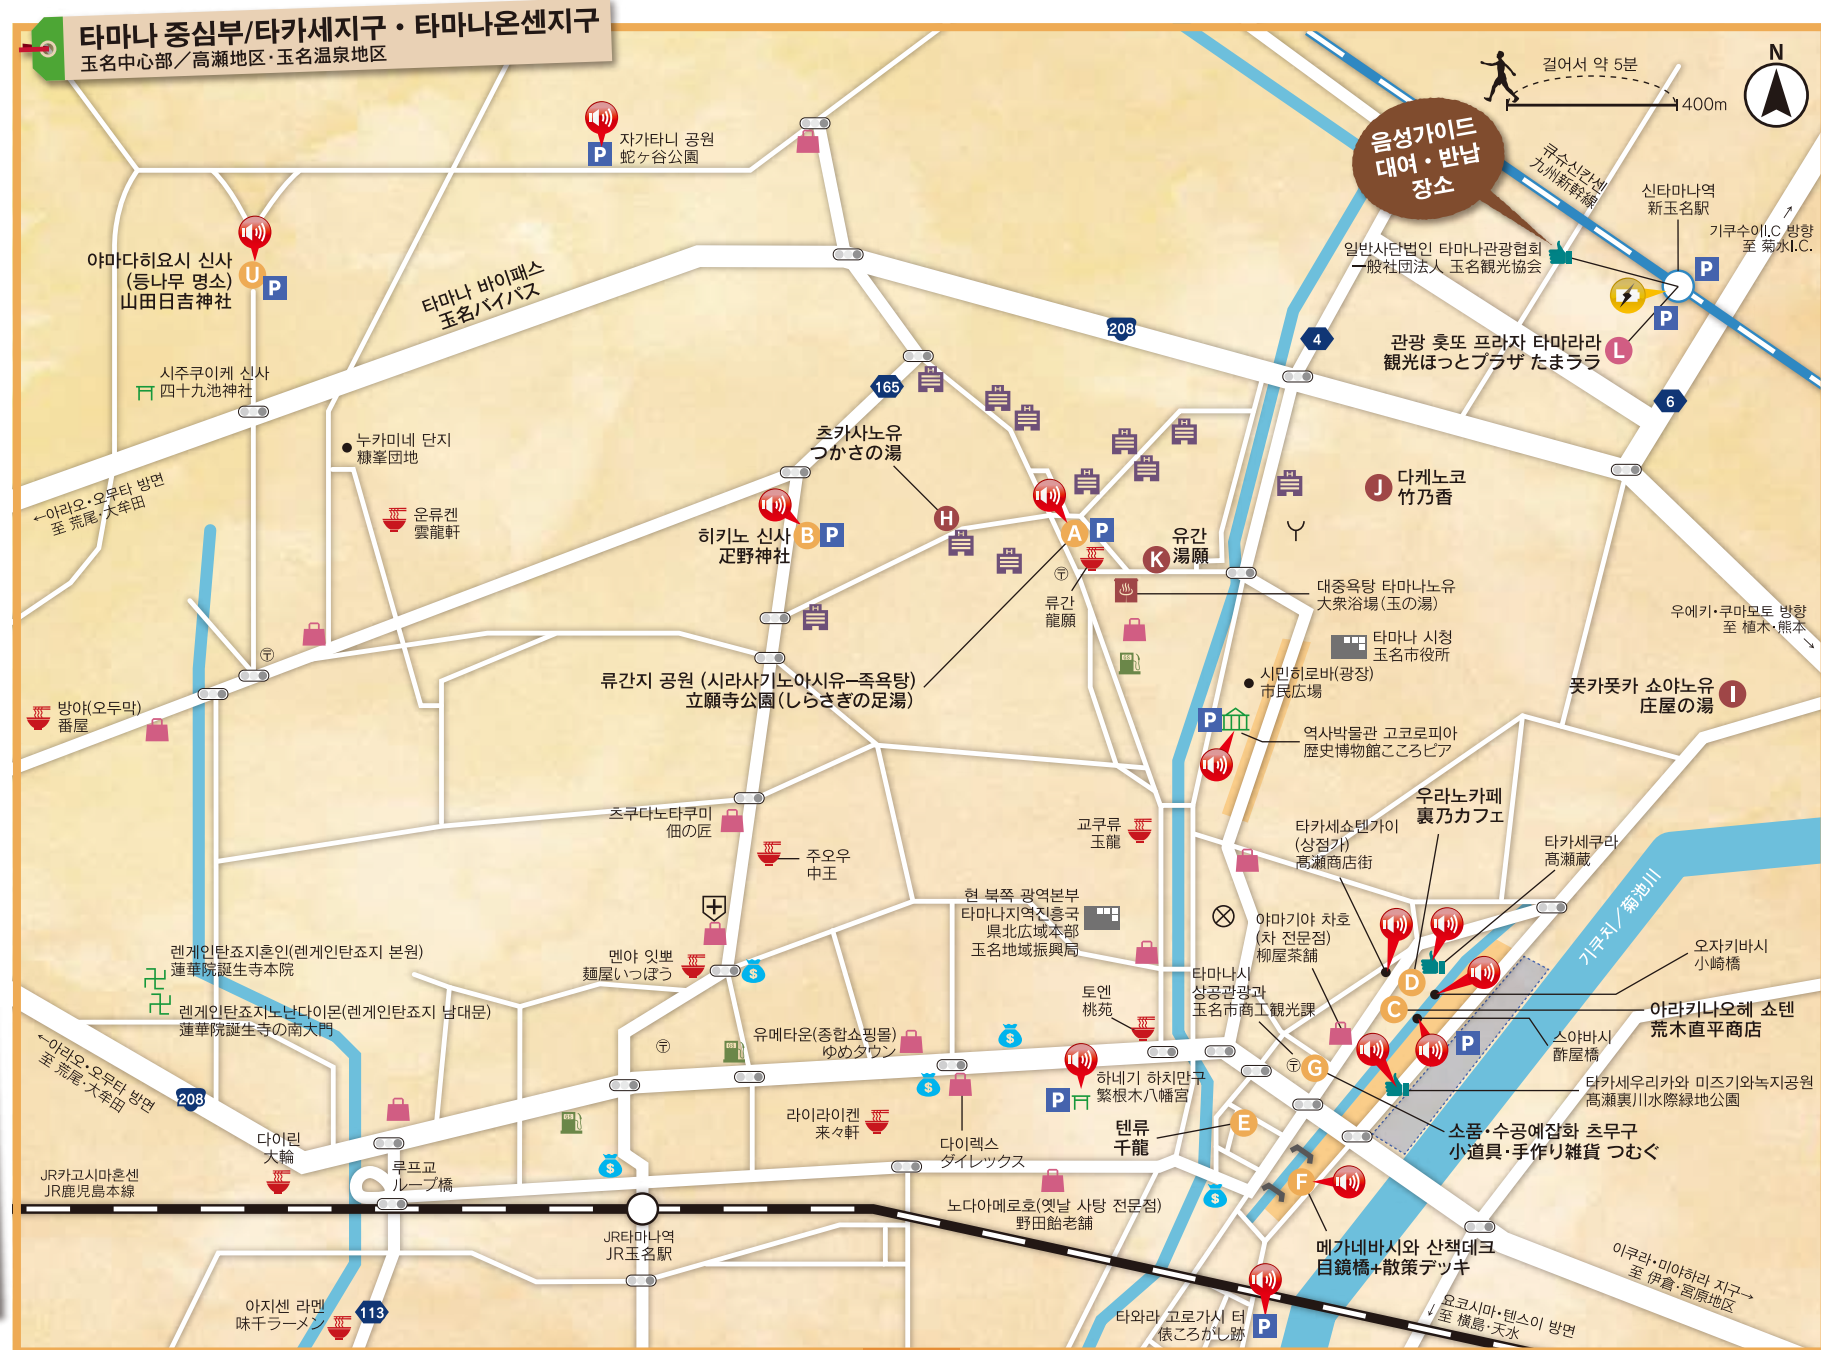 타마나 중심부/타카세지구・타마나온센지구
玉名中心部／高瀬地区・玉名温泉地区
걸어서 약 5분
400m
N
음성가이드
대여・반납
장소
큐슈신칸센
九州新幹線
신타마나역
新玉名駅
기쿠수이I.C 방향
至 菊水I.C.
일반사단법인 타마나관광협회
一般社団法人 玉名観光協会
P
P
관광 홋또 프라자 타마라라
観光ほっとプラザ たまララ
L
자가타니 공원
蛇ヶ谷公園
P
야마다히요시 신사
(등나무 명소)
山田日吉神社
U
P
타마나 바이패스
玉名バイパス
208
4
6
165
시주쿠이케 신사
四十九池神社
누카미네 단지
糠峯団地
←아라오・오무타 방면
至 荒尾・大牟田
운류켄
雲龍軒
츠카사노유
つかさの湯
H
히키노 신사
疋野神社
B
P
A
P
유간
湯願
K
류간
龍願
다케노코
竹乃香
J
대중욕탕 타마나노유
大衆浴場(玉の湯)
타마나 시청
玉名市役所
우에키・쿠마모토 방향
至 植木・熊本
류간지 공원 (시라사기노아시유–족욕탕)
立願寺公園(しらさぎの足湯)
시민히로바(광장)
市民広場
P
역사박물관 고코로피아
歴史博物館こころピア
폿카폿카 쇼야노유
庄屋の湯
I
방야(오두막)
番屋
츠쿠다노타쿠미
佃の匠
주오우
中王
교쿠류
玉龍
우라노카페
裏乃カフェ
타카세쇼텐가이
(상점가)
髙瀬商店街
타카세쿠라
髙瀬蔵
기쿠치／菊池川
현 북쪽 광역본부
타마나지역진흥국
県北広域本部
玉名地域振興局
야마기야 차호
(차 전문점)
柳屋茶舗
렌게인탄죠지혼인(렌게인탄죠지 본원)
蓮華院誕生寺本院
렌게인탄죠지노난다이몬(렌게인탄죠지 남대문)
蓮華院誕生寺の南大門
멘야 잇뽀
麺屋いっぽう
타마나시
상공관광과
玉名市商工観光課
토엔
桃苑
D
C
오자키바시
小崎橋
아라키나오헤 쇼텐
荒木直平商店
스야바시
酢屋橋
P
유메타운(종합쇼핑몰)
ゆめタウン
G
←아라오・오무타 방면
至 荒尾・大牟田
208
하네기 하치만구
繁根木八幡宮
P
타카세우리카와 미즈기와녹지공원
髙瀬裏川水際緑地公園
라이라이켄
来々軒
다이렉스
ダイレックス
텐류
千龍
E
소품・수공예잡화 츠무구
小道具・手作り雑貨 つむぐ
다이린
大輪
루프교
ループ橋
JR카고시마혼센
JR鹿児島本線
JR타마나역
JR玉名駅
노다아메로호(옛날 사탕 전문점)
野田飴老舗
F
메가네바시와 산책데크
目鏡橋+散策デッキ
이쿠라・미야하라 지구→
至 伊倉・宮原地区
요코시마・텐스이 방면
至 横島・天水
아지센 라멘
味千ラーメン
113
타와라 고로가시 터
俵ころがし跡
P